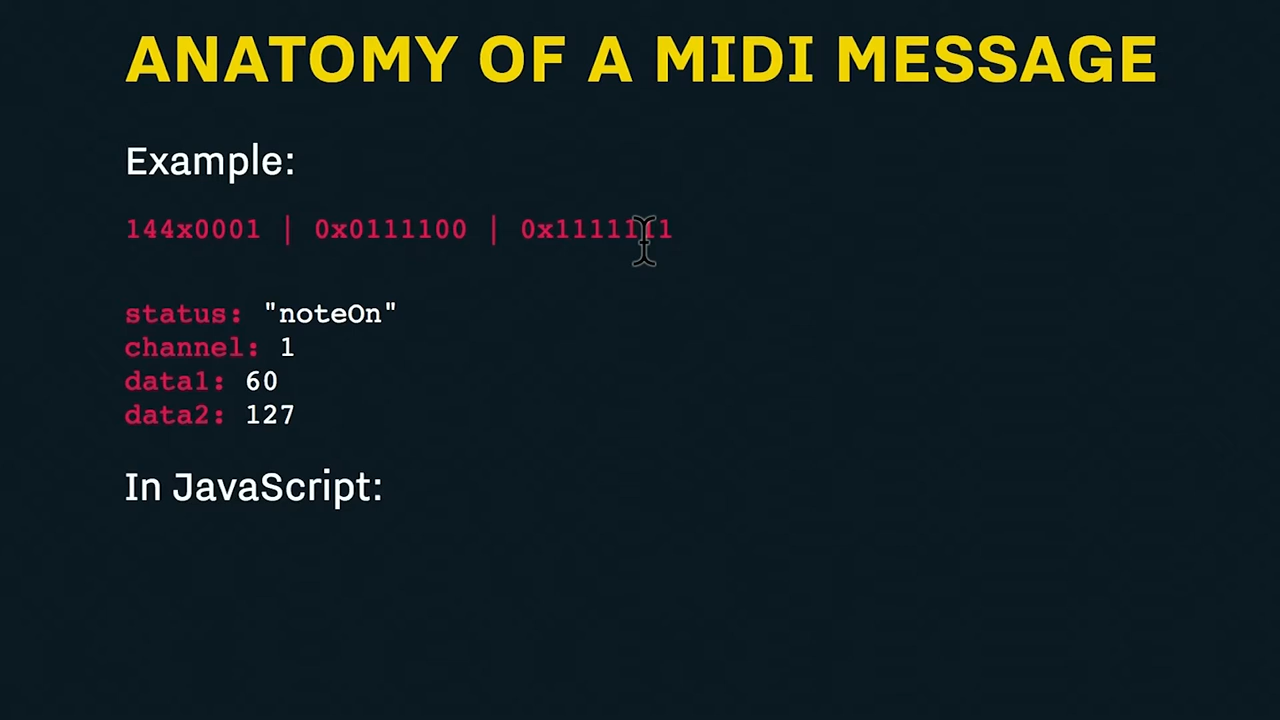 ANATOMY OF A MIDI MESSAGE
Example:
144x0001 | 0x0111100 | 0x1111111
status: "noteOn"
channel: 1
data1: 60
data2: 127
In JavaScript: